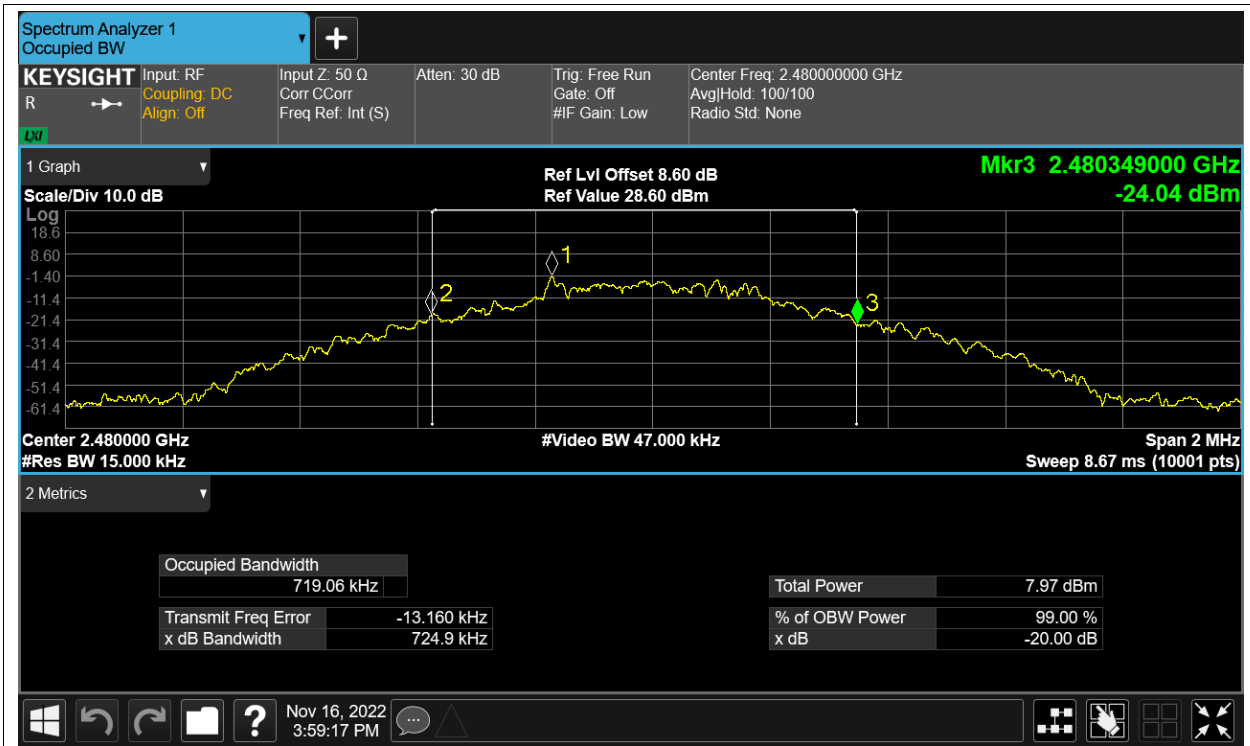 Spectrum Analyzer 1
Occupied BW
KEYSIGHT
R
LXI
Input: RF
Coupling: DC
Align: Off
Input Z: 50 Ω
Corr CCorr
Freq Ref: Int (S)
Atten: 30 dB
Trig: Free Run
Gate: Off
#IF Gain: Low
Center Freq: 2.480000000 GHz
Avg|Hold: 100/100
Radio Std: None
1 Graph
Scale/Div 10.0 dB
Ref Lvl Offset 8.60 dB
Ref Value 28.60 dBm
Mkr3 2.480349000 GHz
-24.04 dBm
Log
18.6
8.60
-1.40
-11.4
-21.4
-31.4
-41.4
-51.4
-61.4
1
2
3
Center 2.480000 GHz
#Video BW 47.000 kHz
Span 2 MHz
#Res BW 15.000 kHz
Sweep 8.67 ms (10001 pts)
2 Metrics
Occupied Bandwidth
719.06 kHz
Transmit Freq Error -13.160 kHz
x dB Bandwidth 724.9 kHz
Total Power 7.97 dBm
% of OBW Power 99.00 %
x dB -20.00 dB
?
Nov 16, 2022
3:59:17 PM